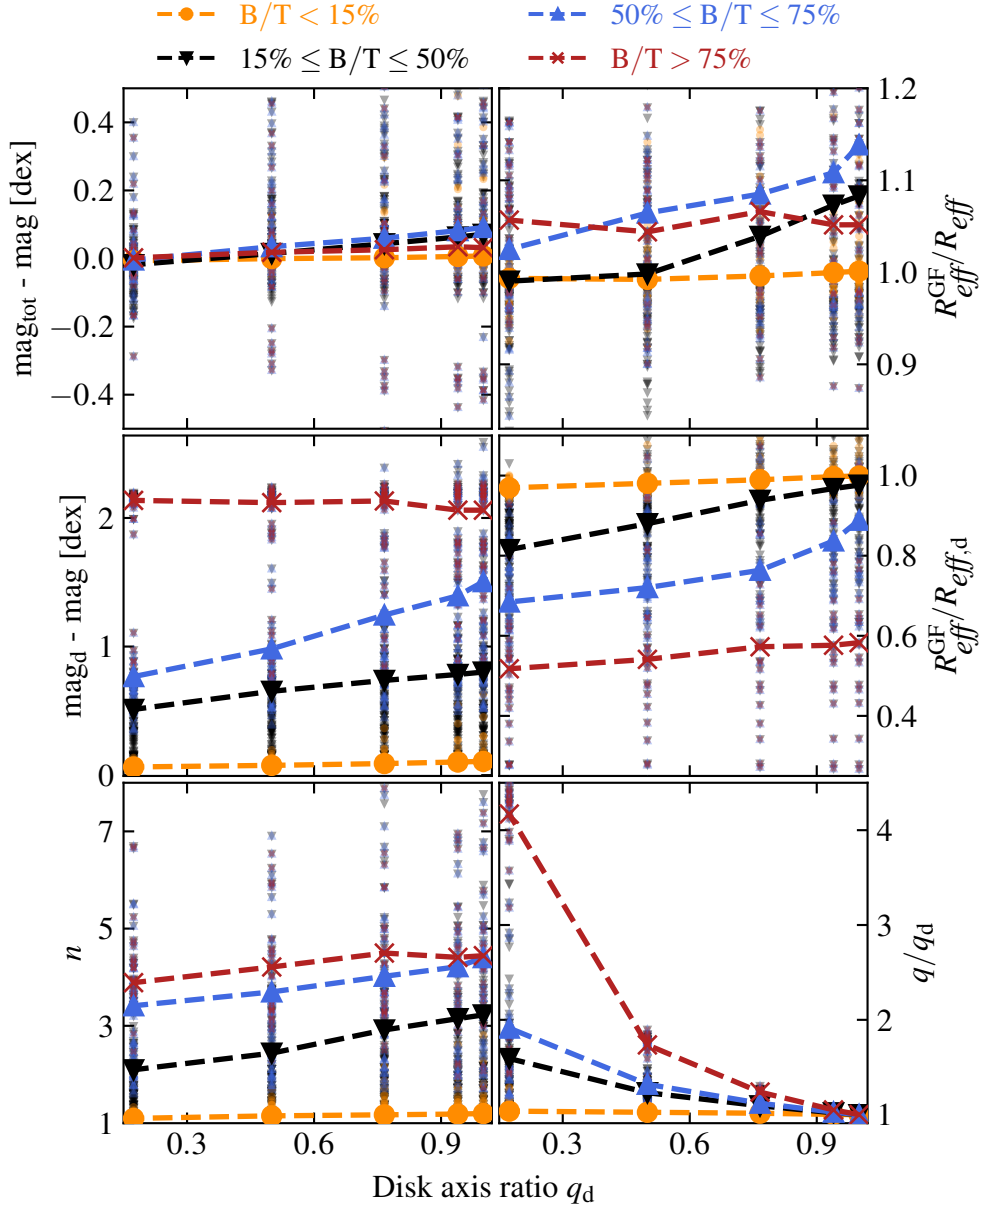 B/T < 15%
50% ≤ B/T ≤ 75%
15% ≤ B/T ≤ 50%
B/T > 75%
mag_tot - mag [dex]
0.4
0.2
0.0
−0.2
−0.4
1.2
1.1
1.0
0.9
R_eff^GF/R_eff
mag_d - mag [dex]
2
1
0
1.0
0.8
0.6
0.4
R_eff^GF/R_eff,d
n
7
5
3
1
4
3
2
1
q/q_d
0.3
0.6
0.9
0.3
0.6
0.9
Disk axis ratio q_d